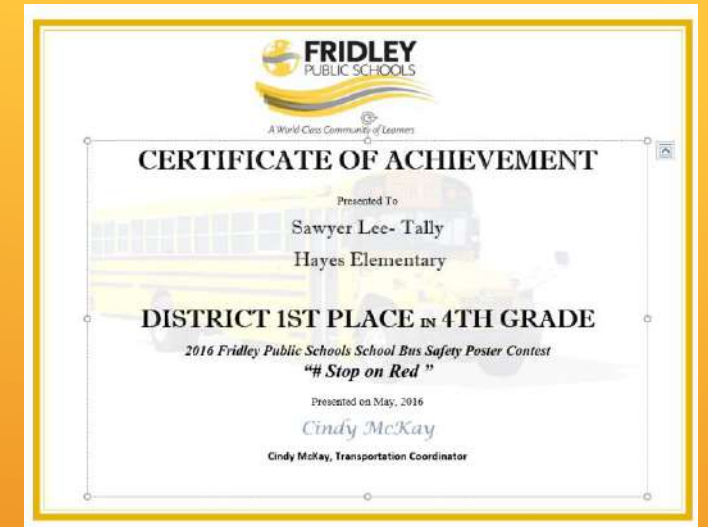 FRIDLEY
PUBLIC SCHOOLS
A World-Class Community of Learners
CERTIFICATE OF ACHIEVEMENT
Presented To
Sawyer Lee- Tally
Hayes Elementary
DISTRICT 1ST PLACE IN 4TH GRADE
2016 Fridley Public Schools School Bus Safety Poster Contest
"# Stop on Red "
Presented on May, 2016
Cindy McKay
Cindy McKay, Transportation Coordinator